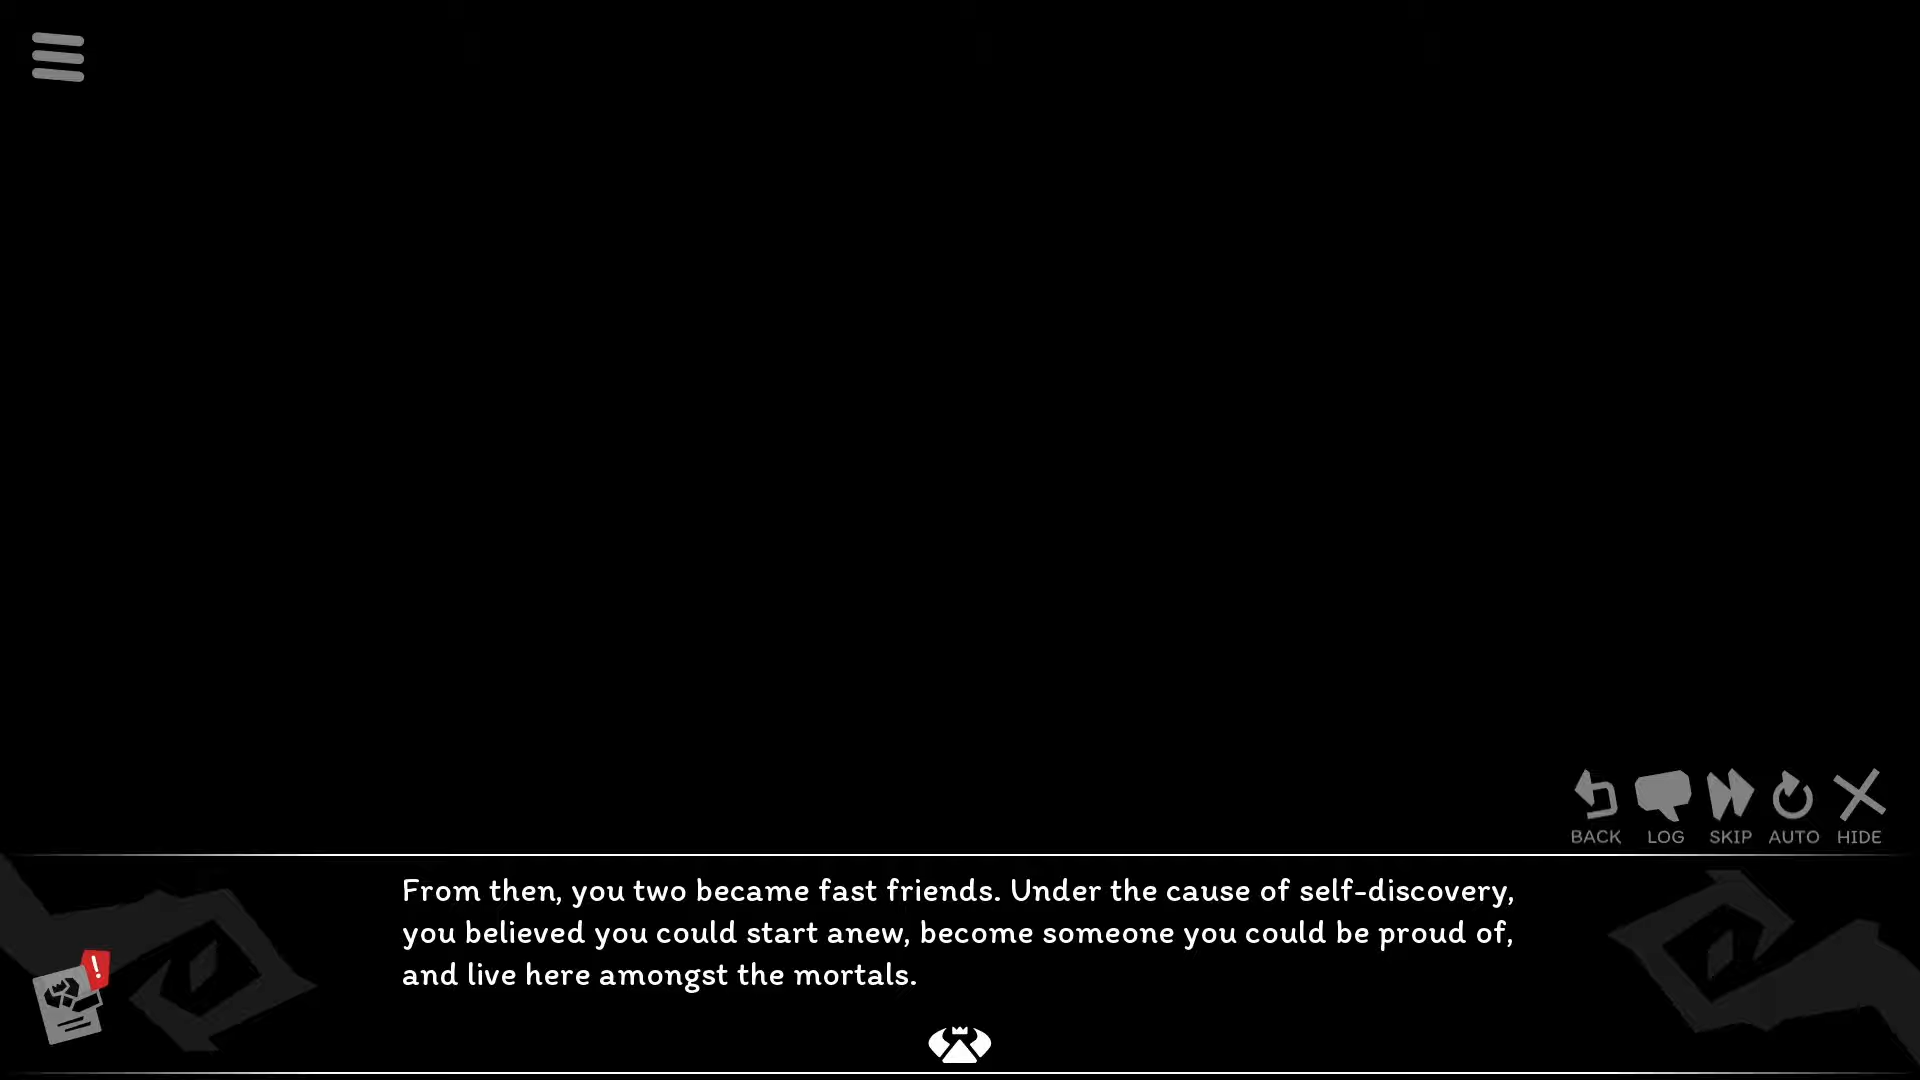 BACK LOG SKIP AUTO HIDE
From then, you two became fast friends. Under the cause of self-discovery,
you believed you could start anew, become someone you could be proud of,
and live here amongst the mortals.
!